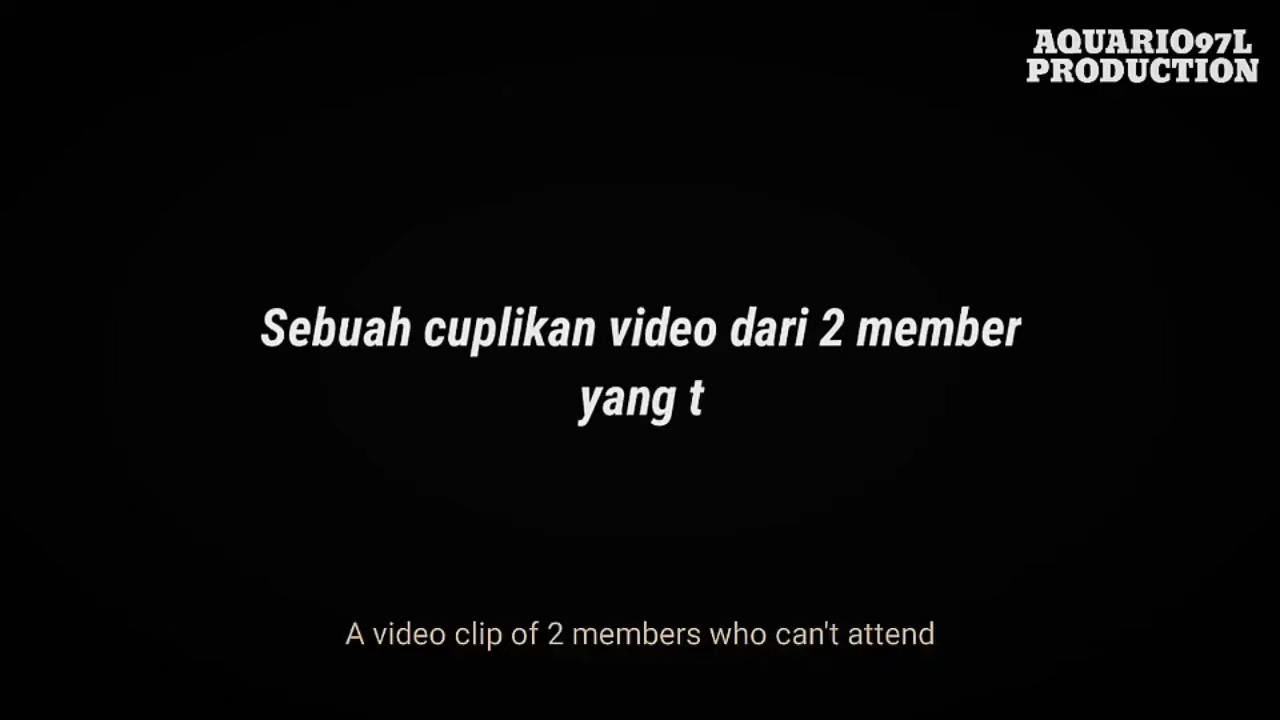 AQUARIO97L
PRODUCTION
Sebuah cuplikan video dari 2 member
yang t
A video clip of 2 members who can't attend